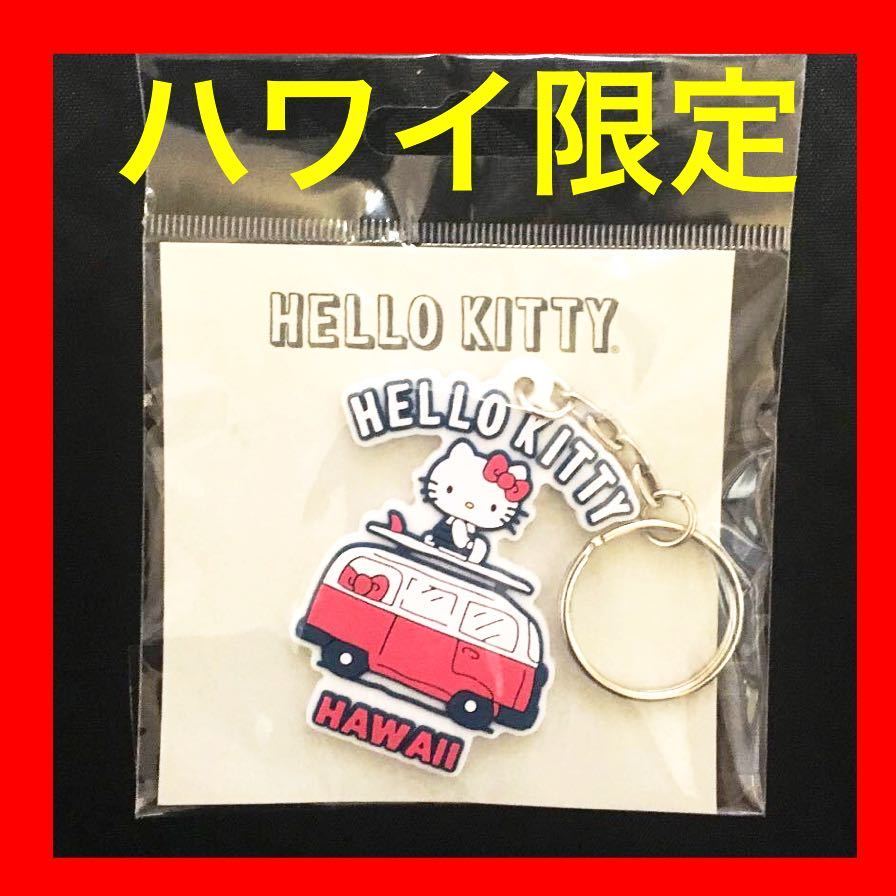 ハワイ限定
HELLO KITTY®
HELLO KITTY
HAWAII